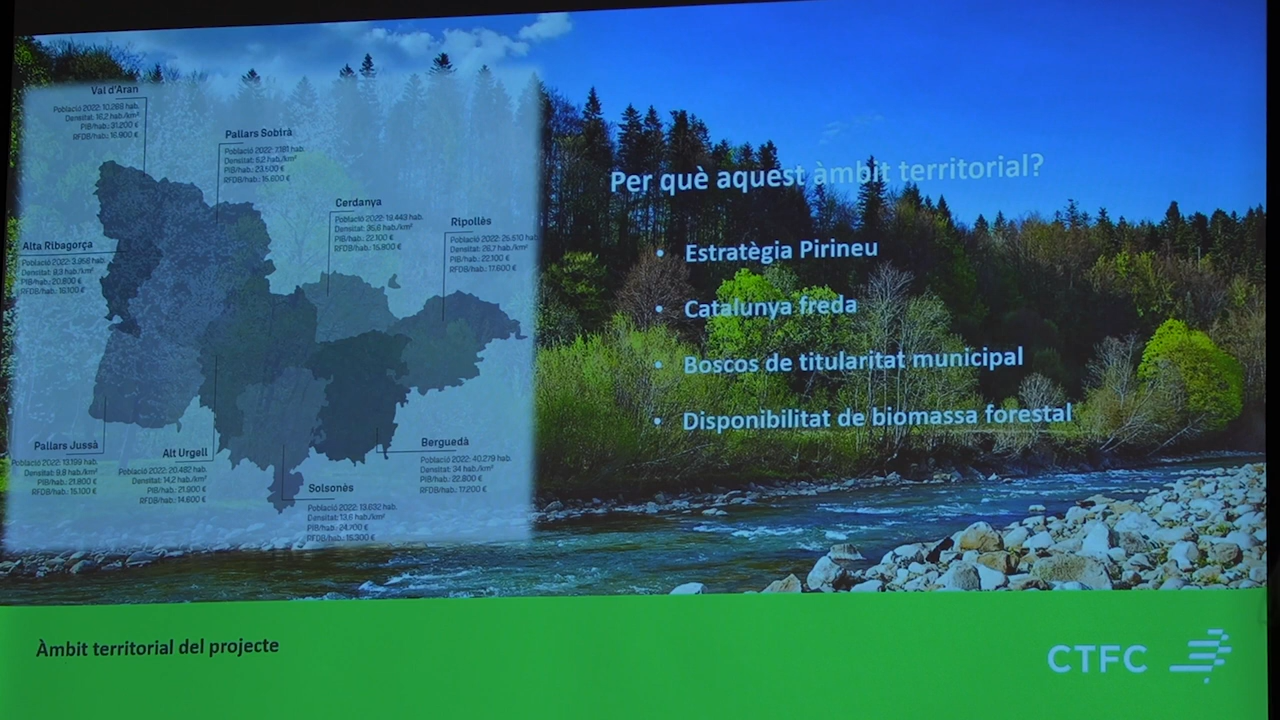 Val d'Aran
Població 2022: 10.289 hab.
Densitat: 16,2 hab./km²
PIB/hab.: 31.200 €
RFDB/hab.: 16.900 €
Pallars Sobirà
Població 2022: 7.181 hab.
Densitat: 5,2 hab./km²
PIB/hab.: 23.500 €
RFDB/hab.: 15.600 €
Cerdanya
Població 2022: 19.443 hab.
Densitat: 35,6 hab./km²
PIB/hab.: 22.100 €
RFDB/hab.: 15.800 €
Ripollès
Població 2022: 25.610 hab.
Densitat: 26,7 hab./km²
PIB/hab.: 22.100 €
RFDB/hab.: 17.600 €
Alta Ribagorça
Població 2022: 3.958 hab.
Densitat: 9,3 hab./km²
PIB/hab.: 20.800 €
RFDB/hab.: 16.100 €
Pallars Jussà
Població 2022: 13.199 hab.
Densitat: 9,8 hab./km²
PIB/hab.: 21.800 €
RFDB/hab.: 15.100 €
Alt Urgell
Població 2022: 20.482 hab.
Densitat: 14,2 hab./km²
PIB/hab.: 21.900 €
RFDB/hab.: 14.600 €
Solsonès
Població 2022: 13.632 hab.
Densitat: 13,6 hab./km²
PIB/hab.: 24.700 €
RFDB/hab.: 15.300 €
Berguedà
Població 2022: 40.279 hab.
Densitat: 34 hab./km²
PIB/hab.: 22.800 €
RFDB/hab.: 17.200 €
Per què aquest àmbit territorial?
• Estratègia Pirineu
• Catalunya freda
• Boscos de titularitat municipal
• Disponibilitat de biomassa forestal
Àmbit territorial del projecte
CTFC